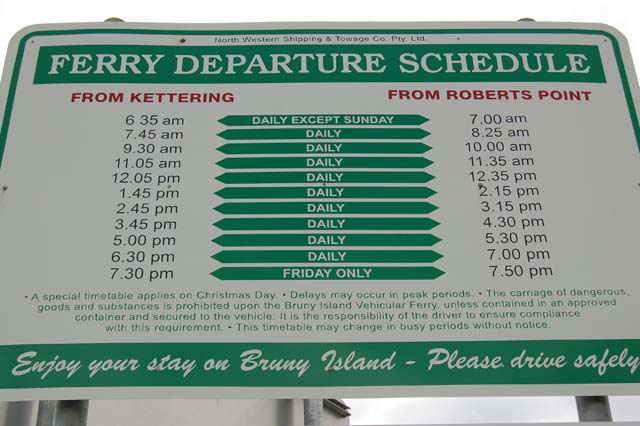 North Western Shipping & Towage Co. Pty. Ltd.
FERRY DEPARTURE SCHEDULE
FROM KETTERING FROM ROBERTS POINT
6 35 am DAILY EXCEPT SUNDAY 7.00 am
7.45 am DAILY 8.25 am
9.30 am DAILY 10.00 am
11.05 am DAILY 11.35 am
12.05 pm DAILY 12.35 pm
1.45 pm DAILY 2.15 pm
2.45 pm DAILY 3.15 pm
3.45 pm DAILY 4.30 pm
5.00 pm DAILY 5.30 pm
6.30 pm DAILY 7.00 pm
7.30 pm FRIDAY ONLY 7.50 pm
• A special timetable applies on Christmas Day. • Delays may occur in peak periods. • The carriage of dangerous,
goods and substances is prohibited upon the Bruny Island Vehicular Ferry, unless contained in an approved
container and secured to the vehicle. It is the responsibility of the driver to ensure compliance
with this requirement. • This timetable may change in busy periods without notice.
Enjoy your stay on Bruny Island - Please drive safely